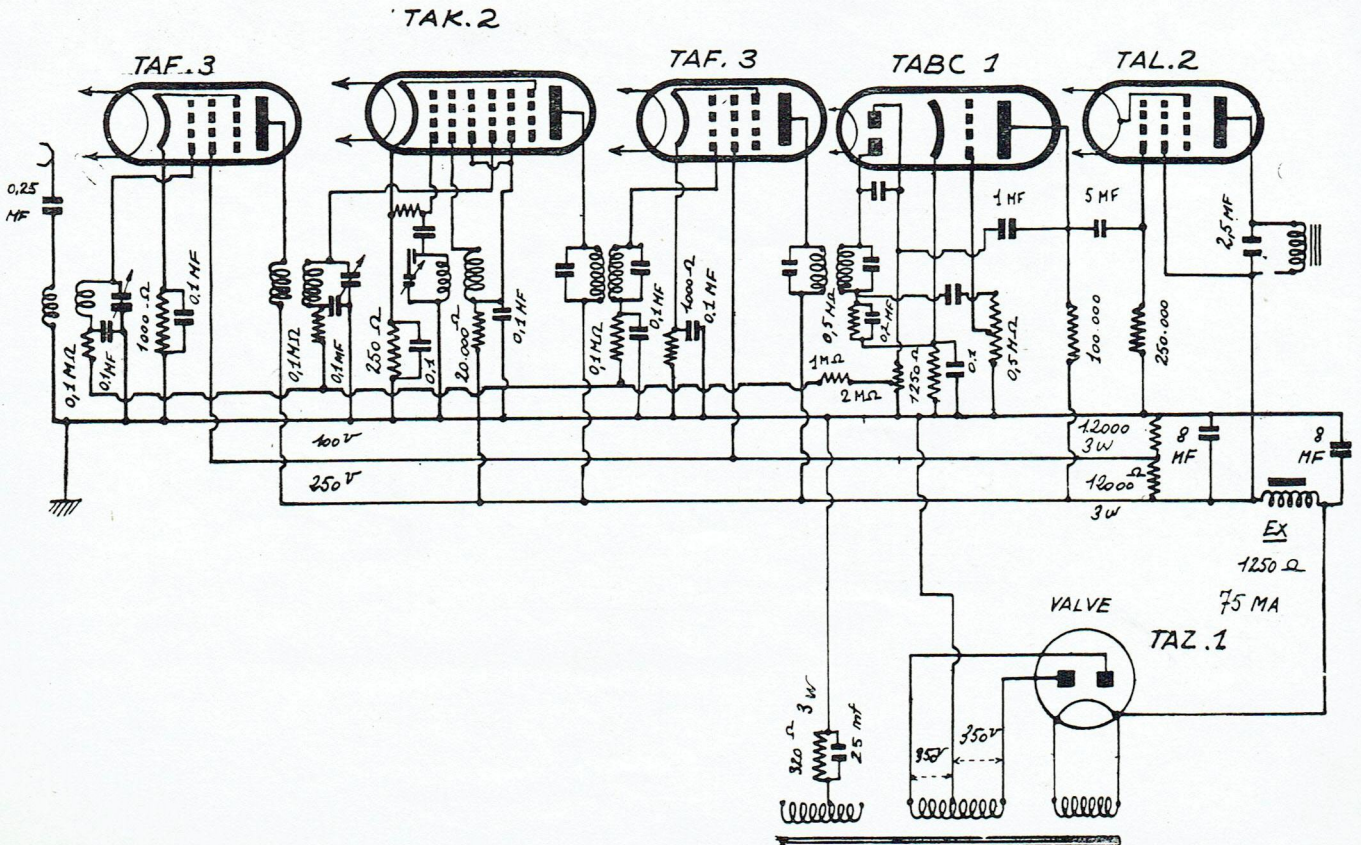 TAK.2
TAF.3
TAF.3
TABC 1
TAL.2
0,25
MF
1 MF
5 MF
2,5 MF
0,1 MΩ
0,1 MF
1000 Ω
0,1 MF
0,1 MΩ
0,1 MF
250 Ω
0,1
20.000 Ω
0,1 MF
0,1 MΩ
0,1 MF
1000 Ω
0,1 MF
0,5 MΩ
0,2 MF
1250 Ω
0.1
0,5 MΩ
100.000
250.000
1 MΩ
2 MΩ
100 V
250 V
12000
3 W
12000 Ω
3 W
8
MF
8
MF
EX
1250 Ω
75 MA
VALVE
TAZ.1
320 Ω 3 W
25 mf
350 V
350 V